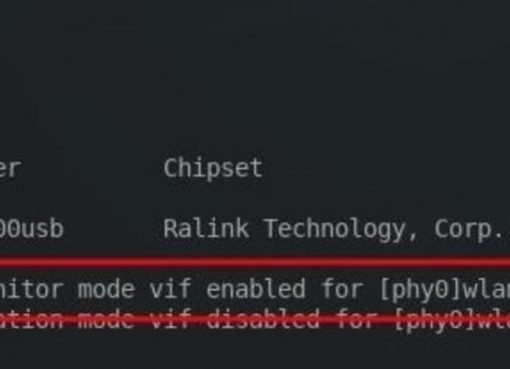 er Chipset
00usb Ralink Technology, Corp.
nitor mode vif enabled for [phy0]wlan
ation mode vif disabled for [phy0]wl